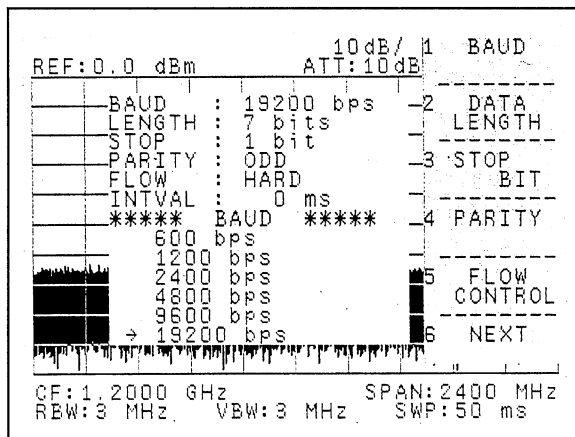 10dB/ 1 BAUD
REF:0.0 dBm ATT:10dB
BAUD : 19200 bps 2 DATA
LENGTH : 7 bits LENGTH
STOP : 1 bit
PARITY : ODD 3 STOP
FLOW : HARD BIT
INTVAL : 0 ms
***** BAUD ***** 4 PARITY
600 bps
1200 bps
2400 bps 5 FLOW
4800 bps CONTROL
9600 bps
→ 19200 bps 6 NEXT
CF:1.2000 GHz SPAN:2400 MHz
RBW:3 MHz VBW:3 MHz SWP:50 ms